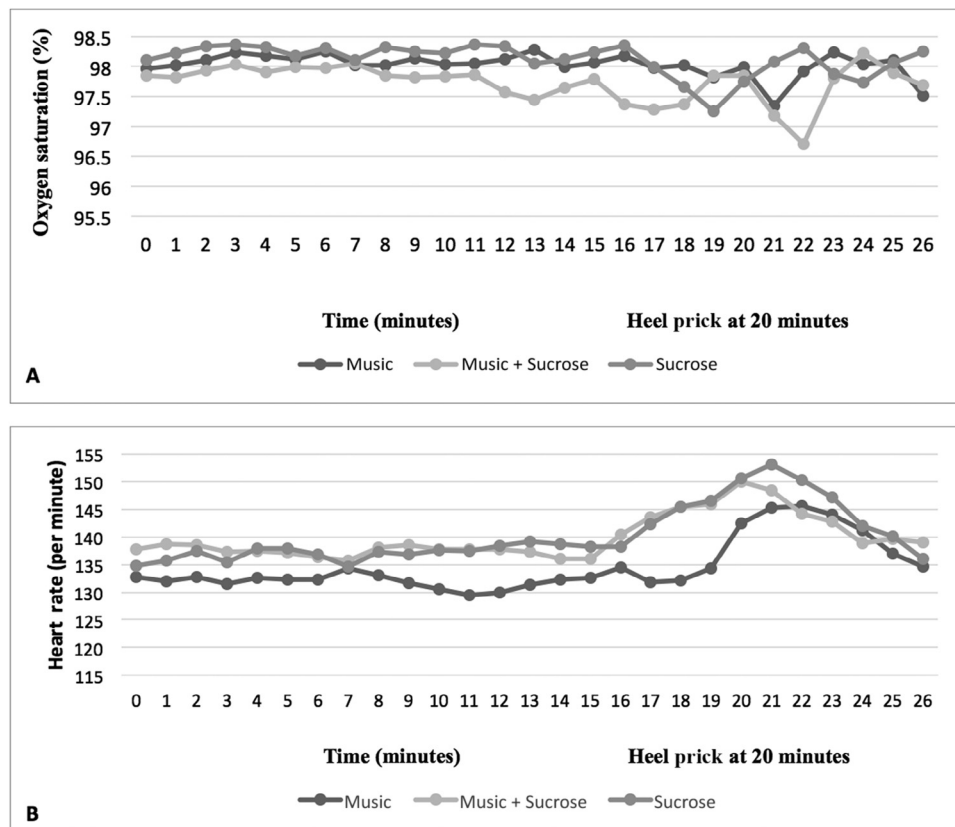 98.5
98
97.5
97
96.5
96
95.5
Oxygen saturation (%)
0 1 2 3 4 5 6 7 8 9 10 11 12 13 14 15 16 17 18 19 20 21 22 23 24 25 26
Time (minutes) Heel prick at 20 minutes
Music Music + Sucrose Sucrose
A
155
150
145
140
135
130
125
120
115
Heart rate (per minute)
0 1 2 3 4 5 6 7 8 9 10 11 12 13 14 15 16 17 18 19 20 21 22 23 24 25 26
Time (minutes) Heel prick at 20 minutes
Music Music + Sucrose Sucrose
B